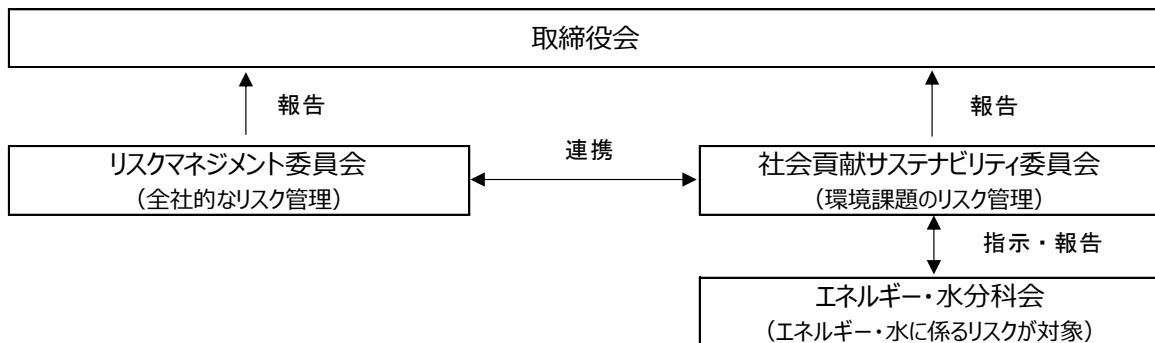 取締役会
報告
報告
リスクマネジメント委員会
（全社的なリスク管理）
連携
社会貢献サステナビリティ委員会
（環境課題のリスク管理）
指示・報告
エネルギー・水分科会
（エネルギー・水に係るリスクが対象）